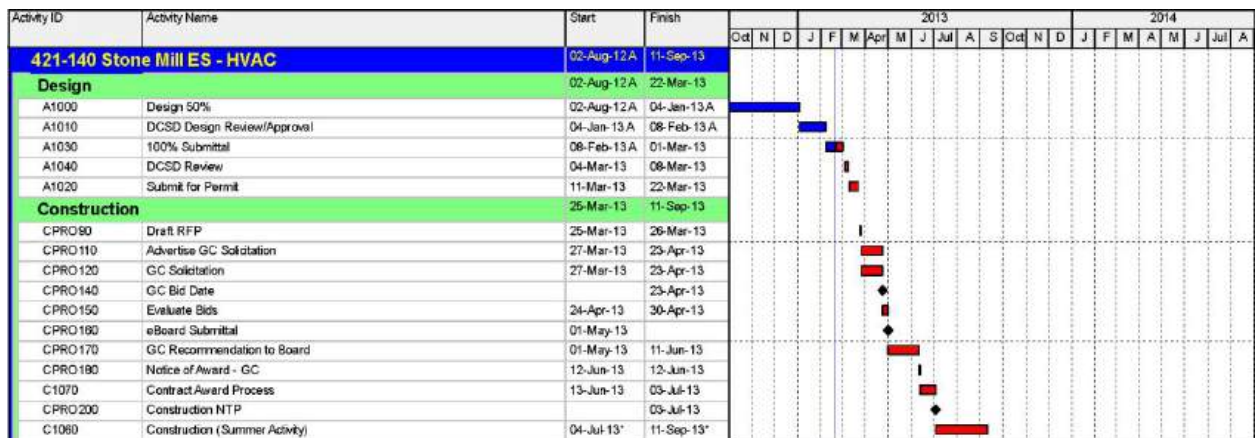 Activity ID Activity Name Start Finish 2013 2014
Oct N D J F M Apr M J Jul A S Oct N D J F M A M J Jul A
421-140 Stone Mill ES - HVAC 02-Aug-12 A 11-Sep-13
Design 02-Aug-12 A 22-Mar-13
A1000 Design 50% 02-Aug-12 A 04-Jan-13 A
A1010 DCSD Design Review/Approval 04-Jan-13 A 08-Feb-13 A
A1030 100% Submittal 08-Feb-13 A 01-Mar-13
A1040 DCSD Review 04-Mar-13 08-Mar-13
A1020 Submit for Permit 11-Mar-13 22-Mar-13
Construction 25-Mar-13 11-Sep-13
CPRO90 Draft RFP 25-Mar-13 26-Mar-13
CPRO110 Advertise GC Solicitation 27-Mar-13 23-Apr-13
CPRO120 GC Solicitation 27-Mar-13 23-Apr-13
CPRO140 GC Bid Date 23-Apr-13
CPRO150 Evaluate Bids 24-Apr-13 30-Apr-13
CPRO160 eBoard Submittal 01-May-13
CPRO170 GC Recommendation to Board 01-May-13 11-Jun-13
CPRO180 Notice of Award - GC 12-Jun-13 12-Jun-13
C1070 Contract Award Process 13-Jun-13 03-Jul-13
CPRO200 Construction NTP 03-Jul-13
C1060 Construction (Summer Activity) 04-Jul-13* 11-Sep-13*